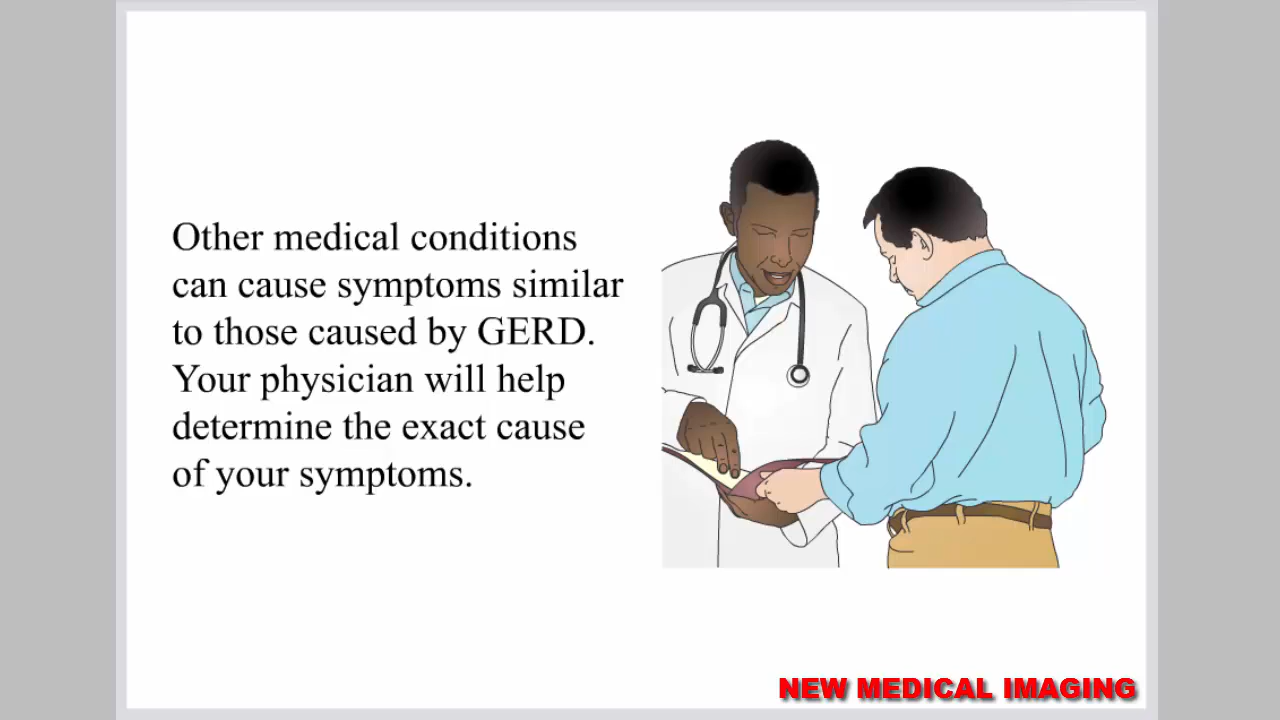 Other medical conditions
can cause symptoms similar
to those caused by GERD.
Your physician will help
determine the exact cause
of your symptoms.
NEW MEDICAL IMAGING